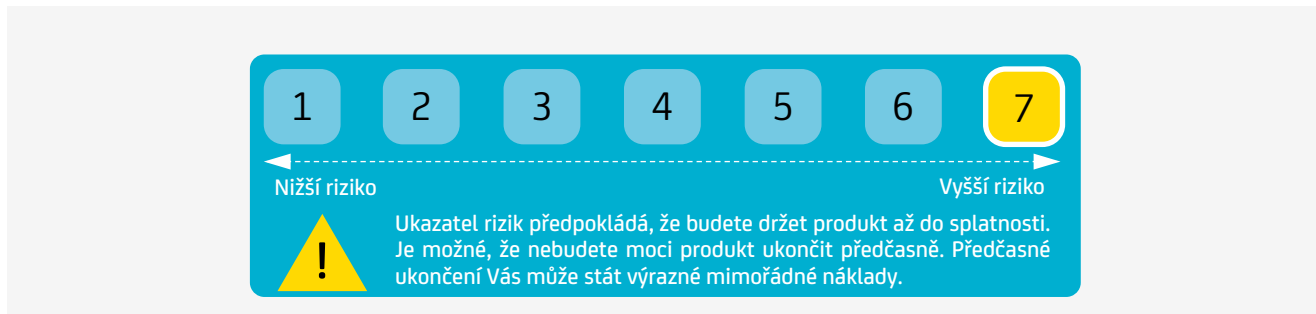 1 2 3 4 5 6 7
Nižší riziko Vyšší riziko
Ukazatel rizik předpokládá, že budete držet produkt až do splatnosti.
Je možné, že nebudete moci produkt ukončit předčasně. Předčasné
ukončení Vás může stát výrazné mimořádné náklady.
!